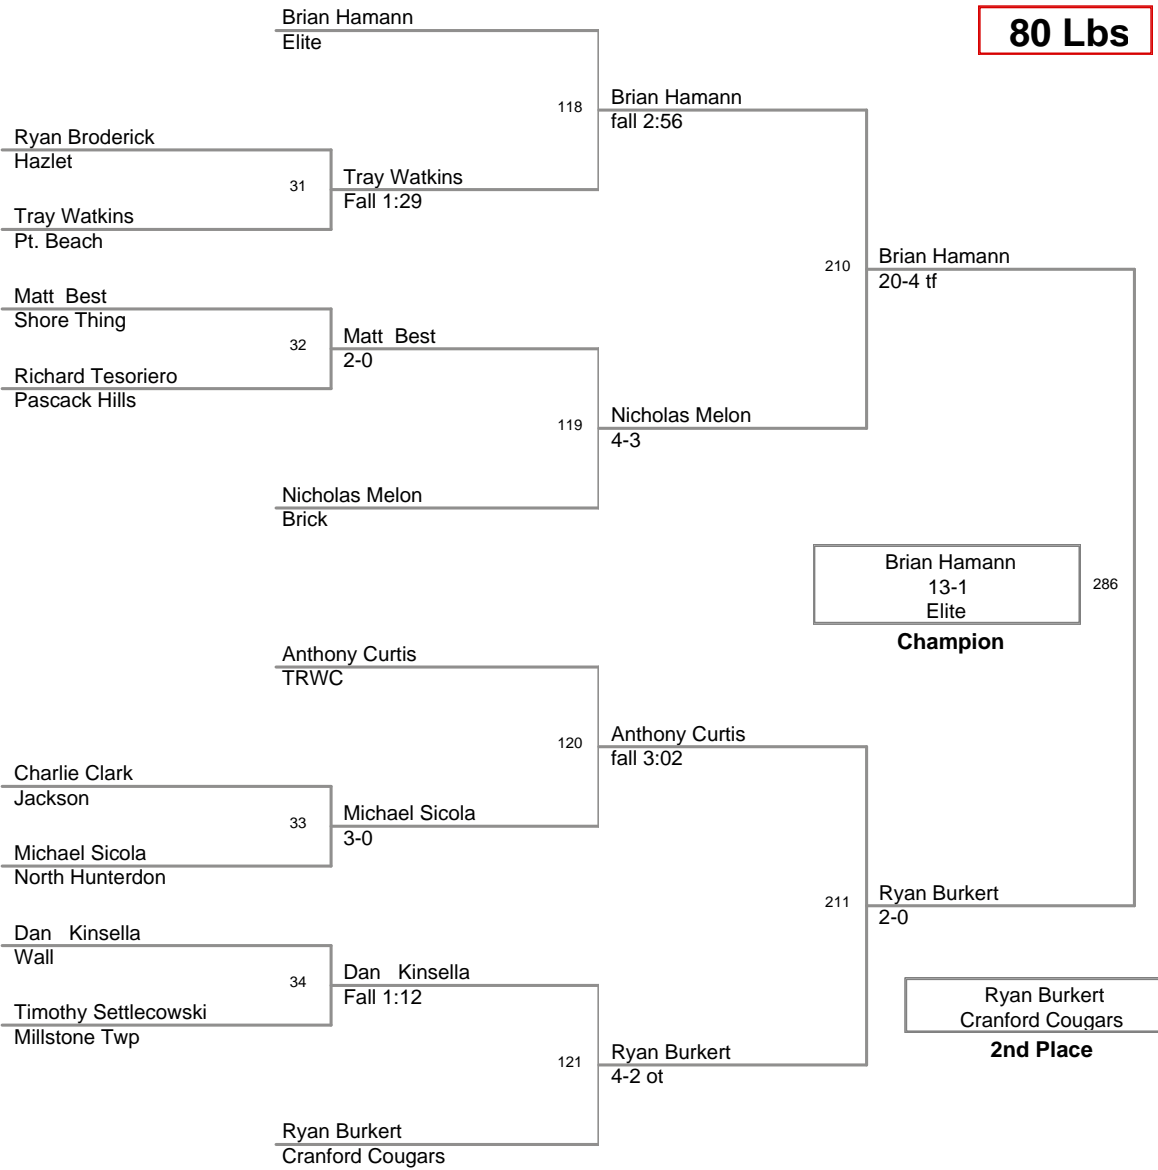 Brian Hamann
Elite
80 Lbs
118
Brian Hamann
fall 2:56
Ryan Broderick
Hazlet
31
Tray Watkins
Fall 1:29
Tray Watkins
Pt. Beach
210
Brian Hamann
20-4 tf
Matt Best
Shore Thing
32
Matt Best
2-0
Richard Tesoriero
Pascack Hills
119
Nicholas Melon
4-3
Nicholas Melon
Brick
Brian Hamann
13-1
Elite
286
Champion
Anthony Curtis
TRWC
120
Anthony Curtis
fall 3:02
Charlie Clark
Jackson
33
Michael Sicola
3-0
Michael Sicola
North Hunterdon
211
Ryan Burkert
2-0
Dan Kinsella
Wall
34
Dan Kinsella
Fall 1:12
Timothy Settlecowski
Millstone Twp
Ryan Burkert
Cranford Cougars
2nd Place
121
Ryan Burkert
4-2 ot
Ryan Burkert
Cranford Cougars